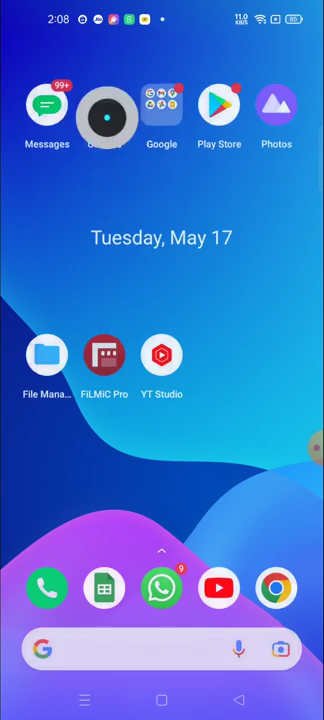 2:08
11.0
KB/S
85
99+
Messages
Google
Play Store
Photos
Tuesday, May 17
File Mana...
FiLMiC Pro
YT Studio
9